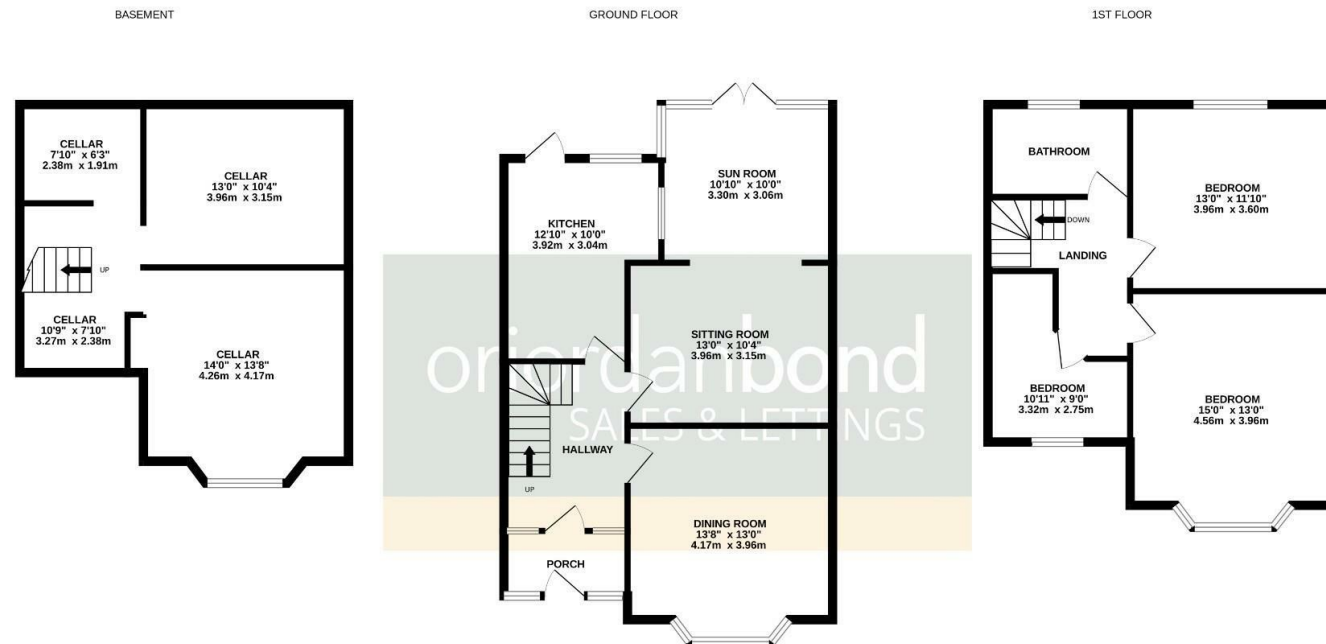 BASEMENT
CELLAR
7'10" x 6'3"
2.38m x 1.91m
CELLAR
13'0" x 10'4"
3.96m x 3.15m
UP
CELLAR
10'9" x 7'10"
3.27m x 2.38m
CELLAR
14'0" x 13'8"
4.26m x 4.17m
GROUND FLOOR
SUN ROOM
10'10" x 10'0"
3.30m x 3.06m
KITCHEN
12'10" x 10'0"
3.92m x 3.04m
SITTING ROOM
13'0" x 10'4"
3.96m x 3.15m
oriordanbond
SALES & LETTINGS
HALLWAY
UP
DINING ROOM
13'8" x 13'0"
4.17m x 3.96m
PORCH
1ST FLOOR
BATHROOM
BEDROOM
13'0" x 11'10"
3.96m x 3.60m
DOWN
LANDING
BEDROOM
10'11" x 9'0"
3.32m x 2.75m
BEDROOM
15'0" x 13'0"
4.56m x 3.96m